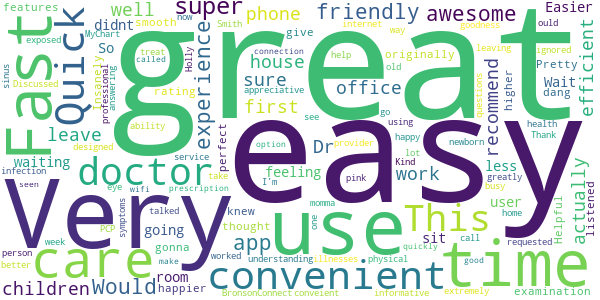 features
MyChart
well
super
friendly
awesome
Easier
exposed
didnt
smooth
Smith
phone
give
internet
way
goodness
leaving
ignored
Pretty
ould
Fast
Quick
So
now
great
efficient
Discussed
Insanely
professional
answering
rating
treat
called
Holly
experience
house
originally
connection
help
old
appreciative
sure
office
first
see
go
using
recommend
higher
Wait
dang
questions
sinus
leave
designed
ability
perfect
Dr
happy
lot
Kind
health
Thank
waiting
doctor
easy
less
actually
infection
eye
wifi
service
take
option
provider
feeling
newborn
work
pink
greatly
listened
Very
use
seen
symptoms
prescription
I'm
momma
one
This
user
busy
home
Helpful
care
PCP
week
talked
going
knew
app
thought
gonna
worked
understanding
illnesses
physical
sit
call
requested
time
person
better
make
room
happier
children
Would
convenient
quickly
good
extremely
examination
BronsonConnect
convenient
informative